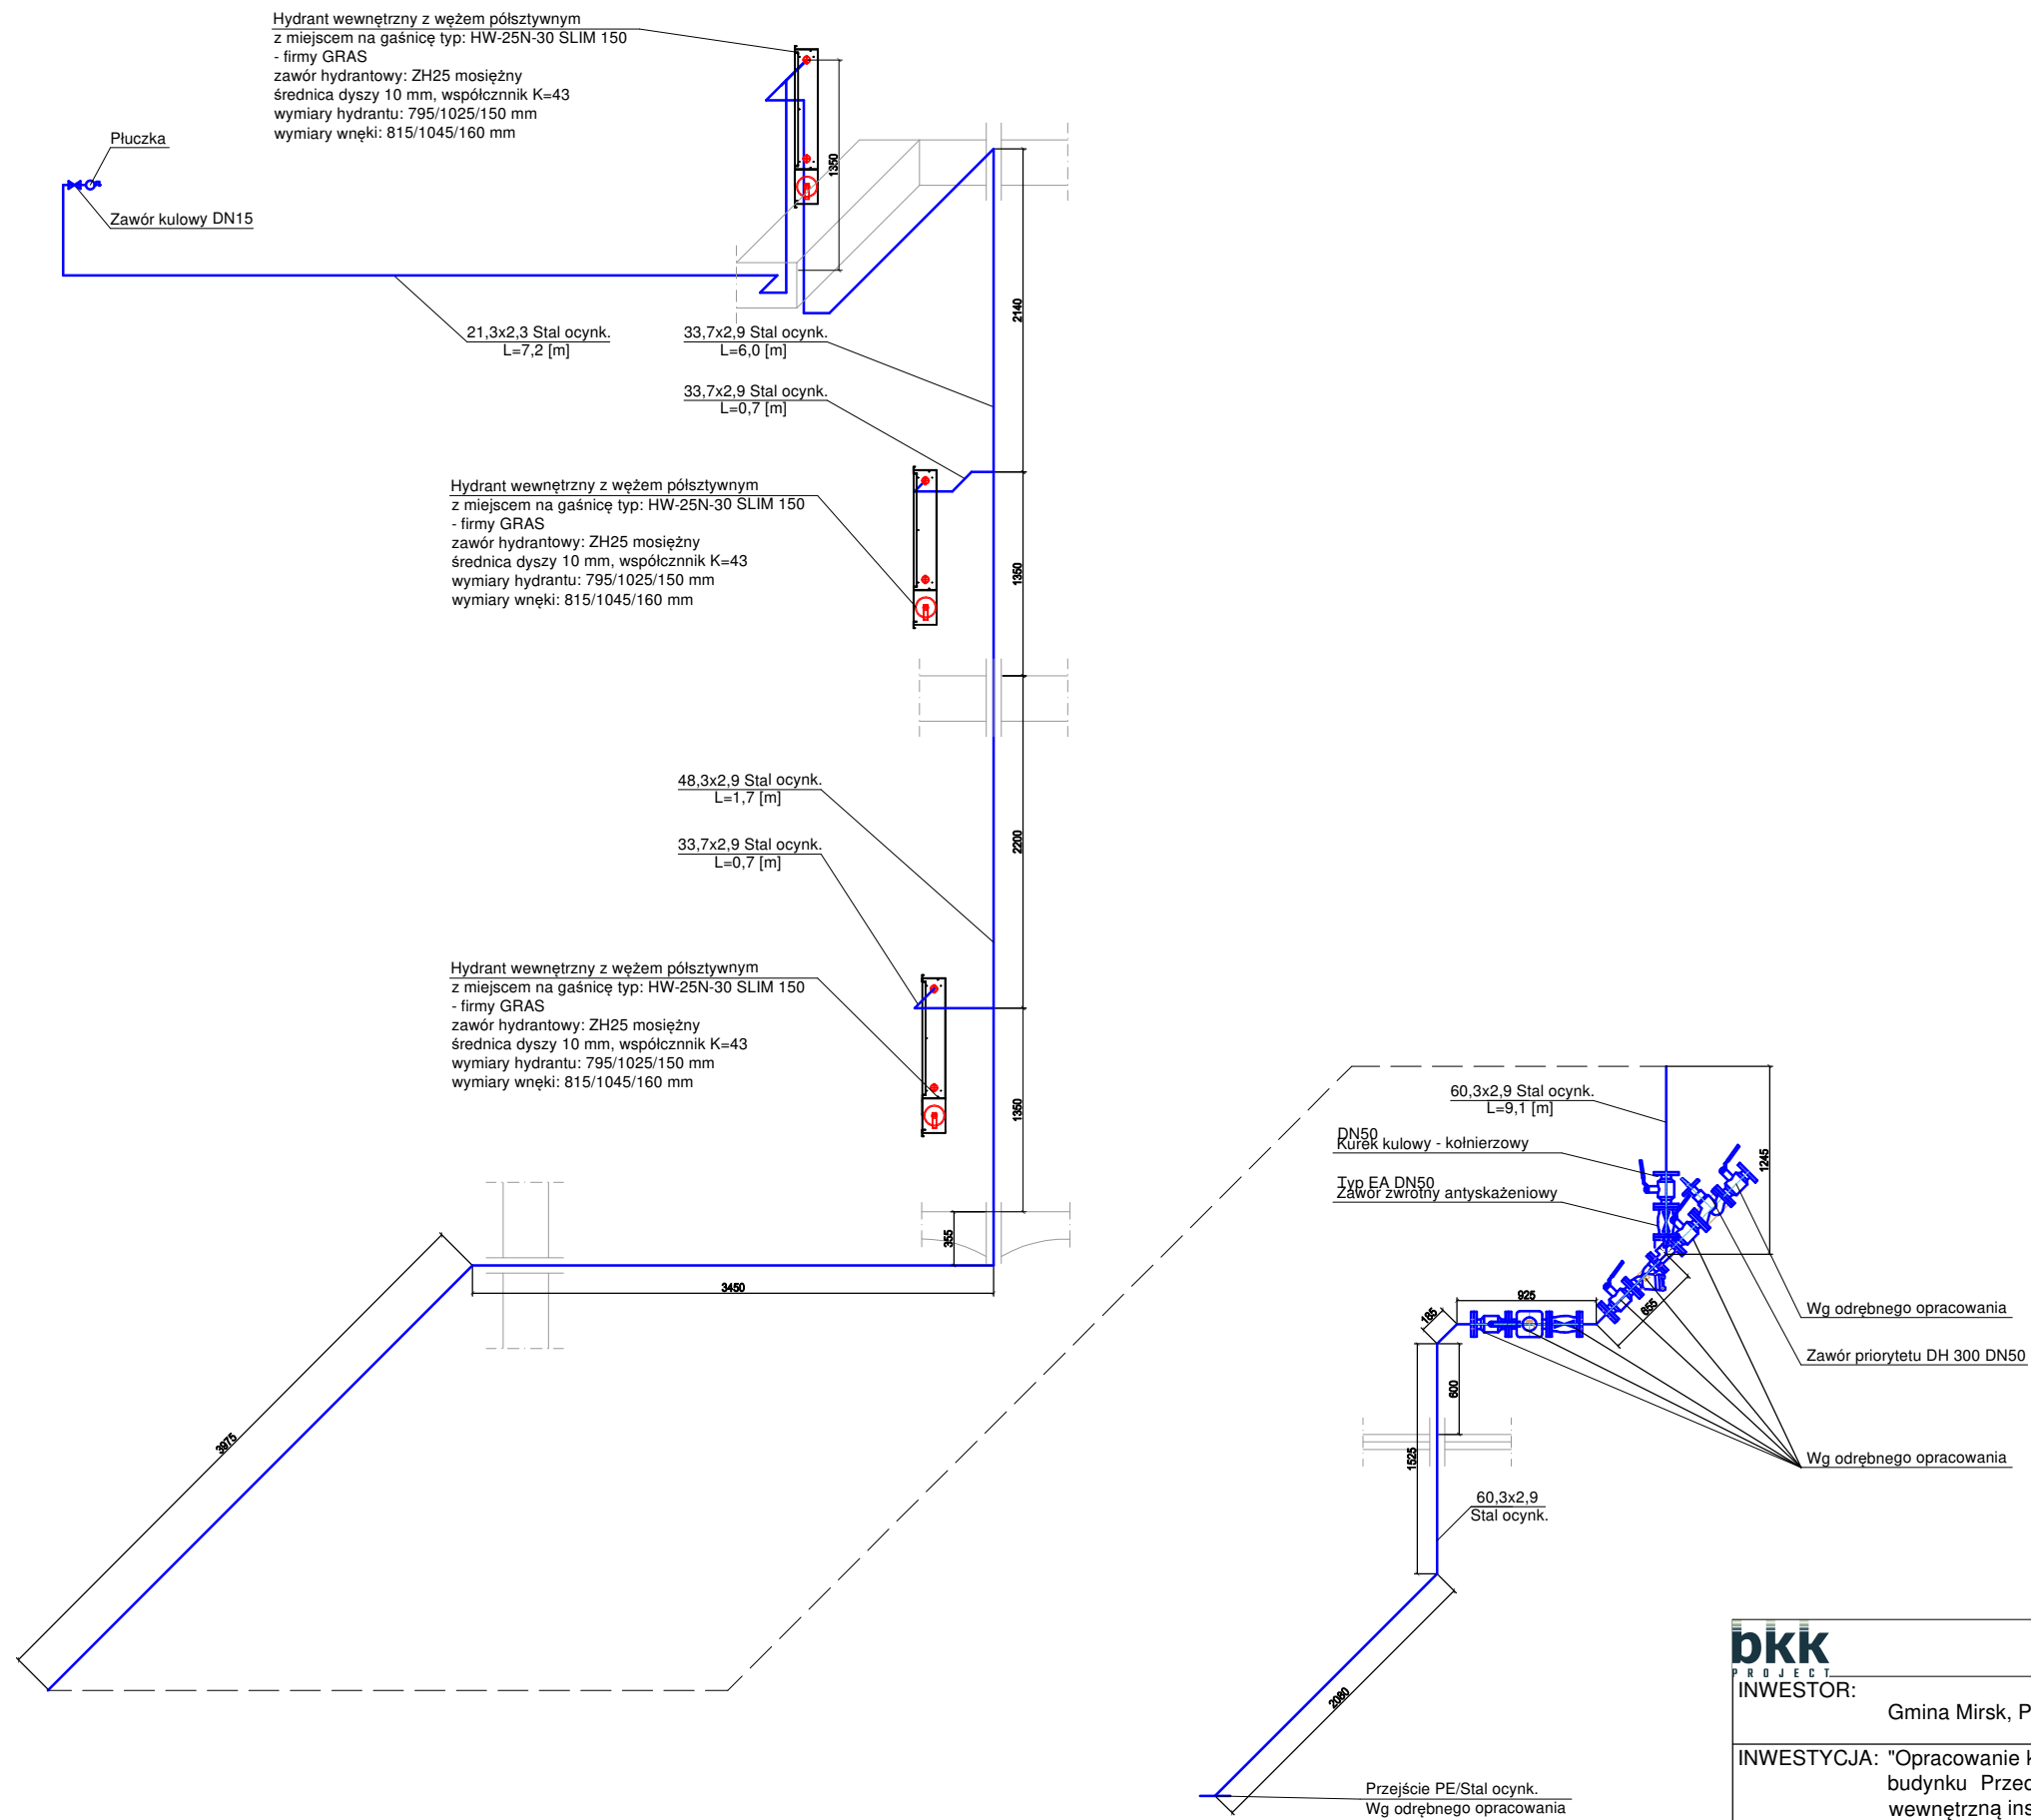 Hydrant wewnętrzny z wężem półsztywnym
z miejscem na gaśnicę typ: HW-25N-30 SLIM 150
- firmy GRAS
zawór hydrantowy: ZH25 mosiężny
średnica dyszy 10 mm, współcznnik K=43
wymiary hydrantu: 795/1025/150 mm
wymiary wnęki: 815/1045/160 mm
Płuczka
Zawór kulowy DN15
1350
21,3x2,3 Stal ocynk.
L=7,2 [m]
33,7x2,9 Stal ocynk.
L=6,0 [m]
2140
33,7x2,9 Stal ocynk.
L=0,7 [m]
Hydrant wewnętrzny z wężem półsztywnym
z miejscem na gaśnicę typ: HW-25N-30 SLIM 150
- firmy GRAS
zawór hydrantowy: ZH25 mosiężny
średnica dyszy 10 mm, współcznnik K=43
wymiary hydrantu: 795/1025/150 mm
wymiary wnęki: 815/1045/160 mm
1350
48,3x2,9 Stal ocynk.
L=1,7 [m]
2200
33,7x2,9 Stal ocynk.
L=0,7 [m]
Hydrant wewnętrzny z wężem półsztywnym
z miejscem na gaśnicę typ: HW-25N-30 SLIM 150
- firmy GRAS
zawór hydrantowy: ZH25 mosiężny
średnica dyszy 10 mm, współcznnik K=43
wymiary hydrantu: 795/1025/150 mm
wymiary wnęki: 815/1045/160 mm
1350
355
3450
3975
60,3x2,9 Stal ocynk.
L=9,1 [m]
DN50
Kurek kulowy - kołnierzowy
Typ EA DN50
Zawór zwrotny antyskażeniowy
1245
925
185
655
Wg odrębnego opracowania
Zawór priorytetu DH 300 DN50
600
1525
Wg odrębnego opracowania
60,3x2,9
Stal ocynk.
2080
Przejście PE/Stal ocynk.
Wg odrębnego opracowania
bkk
PROJECT
INWESTOR:
Gmina Mirsk, P
INWESTYCJA: "Opracowanie
budynku Przed
wewnętrzną ins